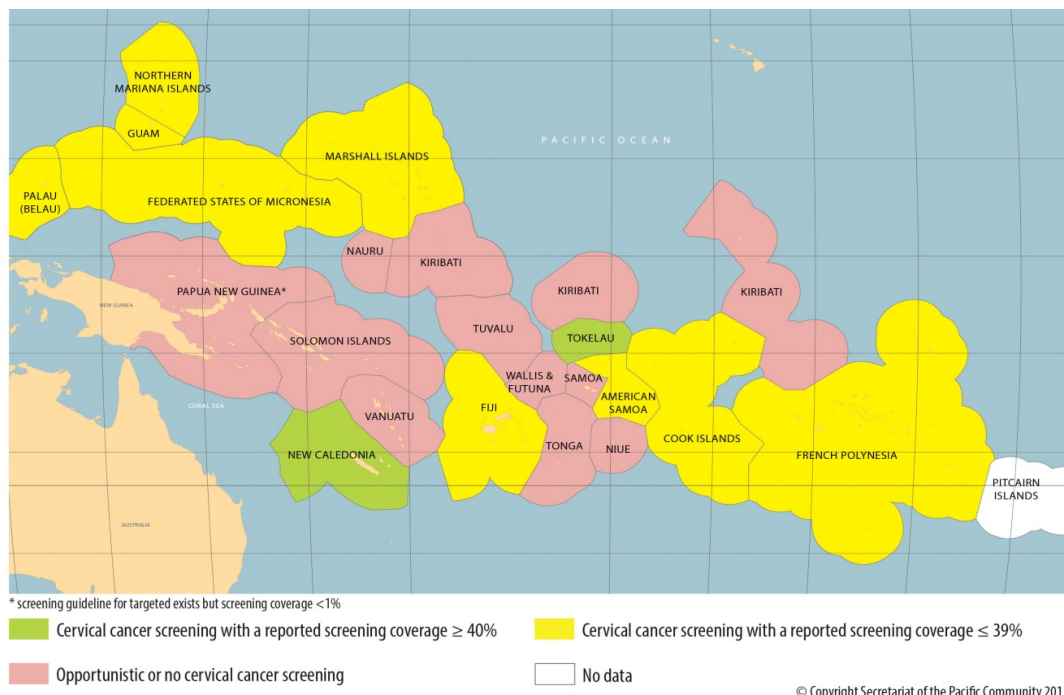 NORTHERN
MARIANA ISLANDS
GUAM
PACIFIC OCEAN
MARSHALL ISLANDS
PALAU
(BELAU)
FEDERATED STATES OF MICRONESIA
NAURU
KIRIBATI
KIRIBATI
KIRIBATI
PAPUA NEW GUINEA*
NEW GUINEA
TUVALU
TOKELAU
SOLOMON ISLANDS
WALLIS &
FUTUNA
SAMOA
AMERICAN
SAMOA
CORAL SEA
VANUATU
FIJI
COOK ISLANDS
TONGA
NIUE
NEW CALEDONIA
FRENCH POLYNESIA
PITCAIRN
ISLANDS
AUSTRALIA
* screening guideline for targeted exists but screening coverage <1%
Cervical cancer screening with a reported screening coverage ≥ 40%
Cervical cancer screening with a reported screening coverage ≤ 39%
Opportunistic or no cervical cancer screening
No data
© Copyright Secretariat of the Pacific Community 201